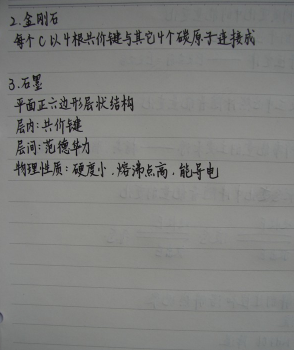 2.金刚石
每个C以4根共价键与其它4个碳原子连接成
3.石墨
平面正六边形层状结构
层内:共价键
层间:范德华力
物理性质:硬度小.熔沸点高.能导电